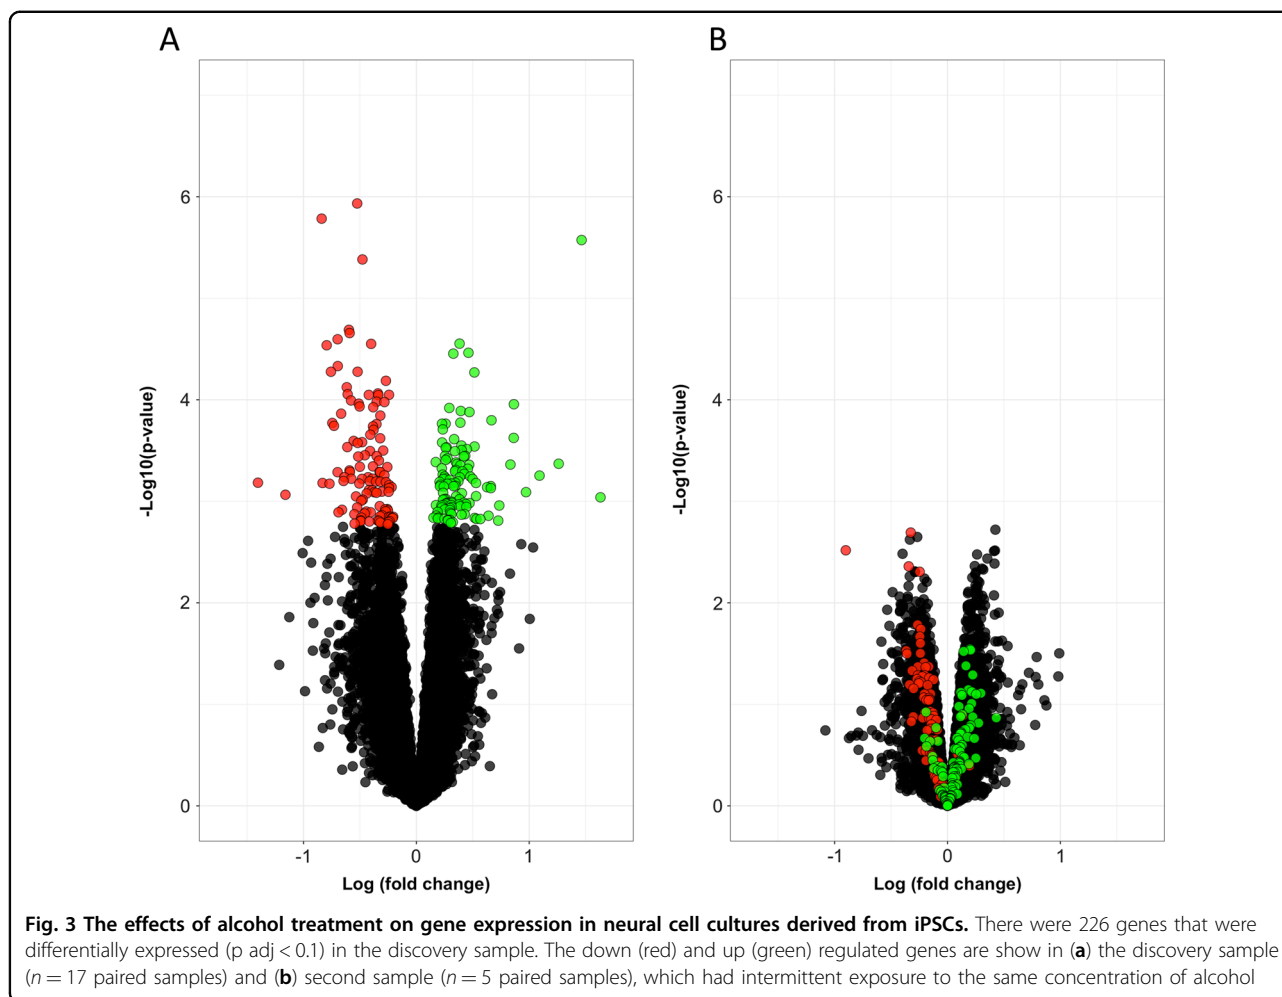 A
B
6
4
2
0
-Log10(p-value)
-1
0
1
Log (fold change)
6
4
2
0
-Log10(p-value)
-1
0
1
Log (fold change)
Fig. 3 The effects of alcohol treatment on gene expression in neural cell cultures derived from iPSCs. There were 226 genes that were
differentially expressed (p adj < 0.1) in the discovery sample. The down (red) and up (green) regulated genes are show in (a) the discovery sample
(n = 17 paired samples) and (b) second sample (n = 5 paired samples), which had intermittent exposure to the same concentration of alcohol